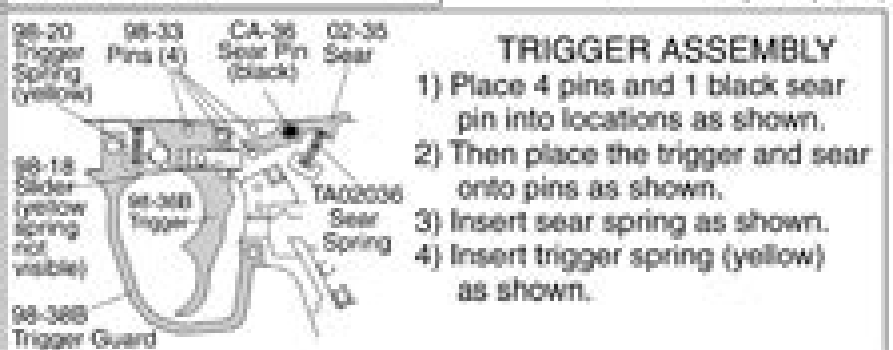 98-20
Trigger
Spring
(yellow)
98-33
Pins (4)
CA-36
Sear Pin
(black)
02-35
Sear
98-18
Slider
(yellow
spring
not
visible)
98-36B
Trigger
TA02036
Sear
Spring
98-38B
Trigger Guard
TRIGGER ASSEMBLY
1) Place 4 pins and 1 black sear
pin into locations as shown.
2) Then place the trigger and sear
onto pins as shown.
3) Insert sear spring as shown.
4) Insert trigger spring (yellow)
as shown.